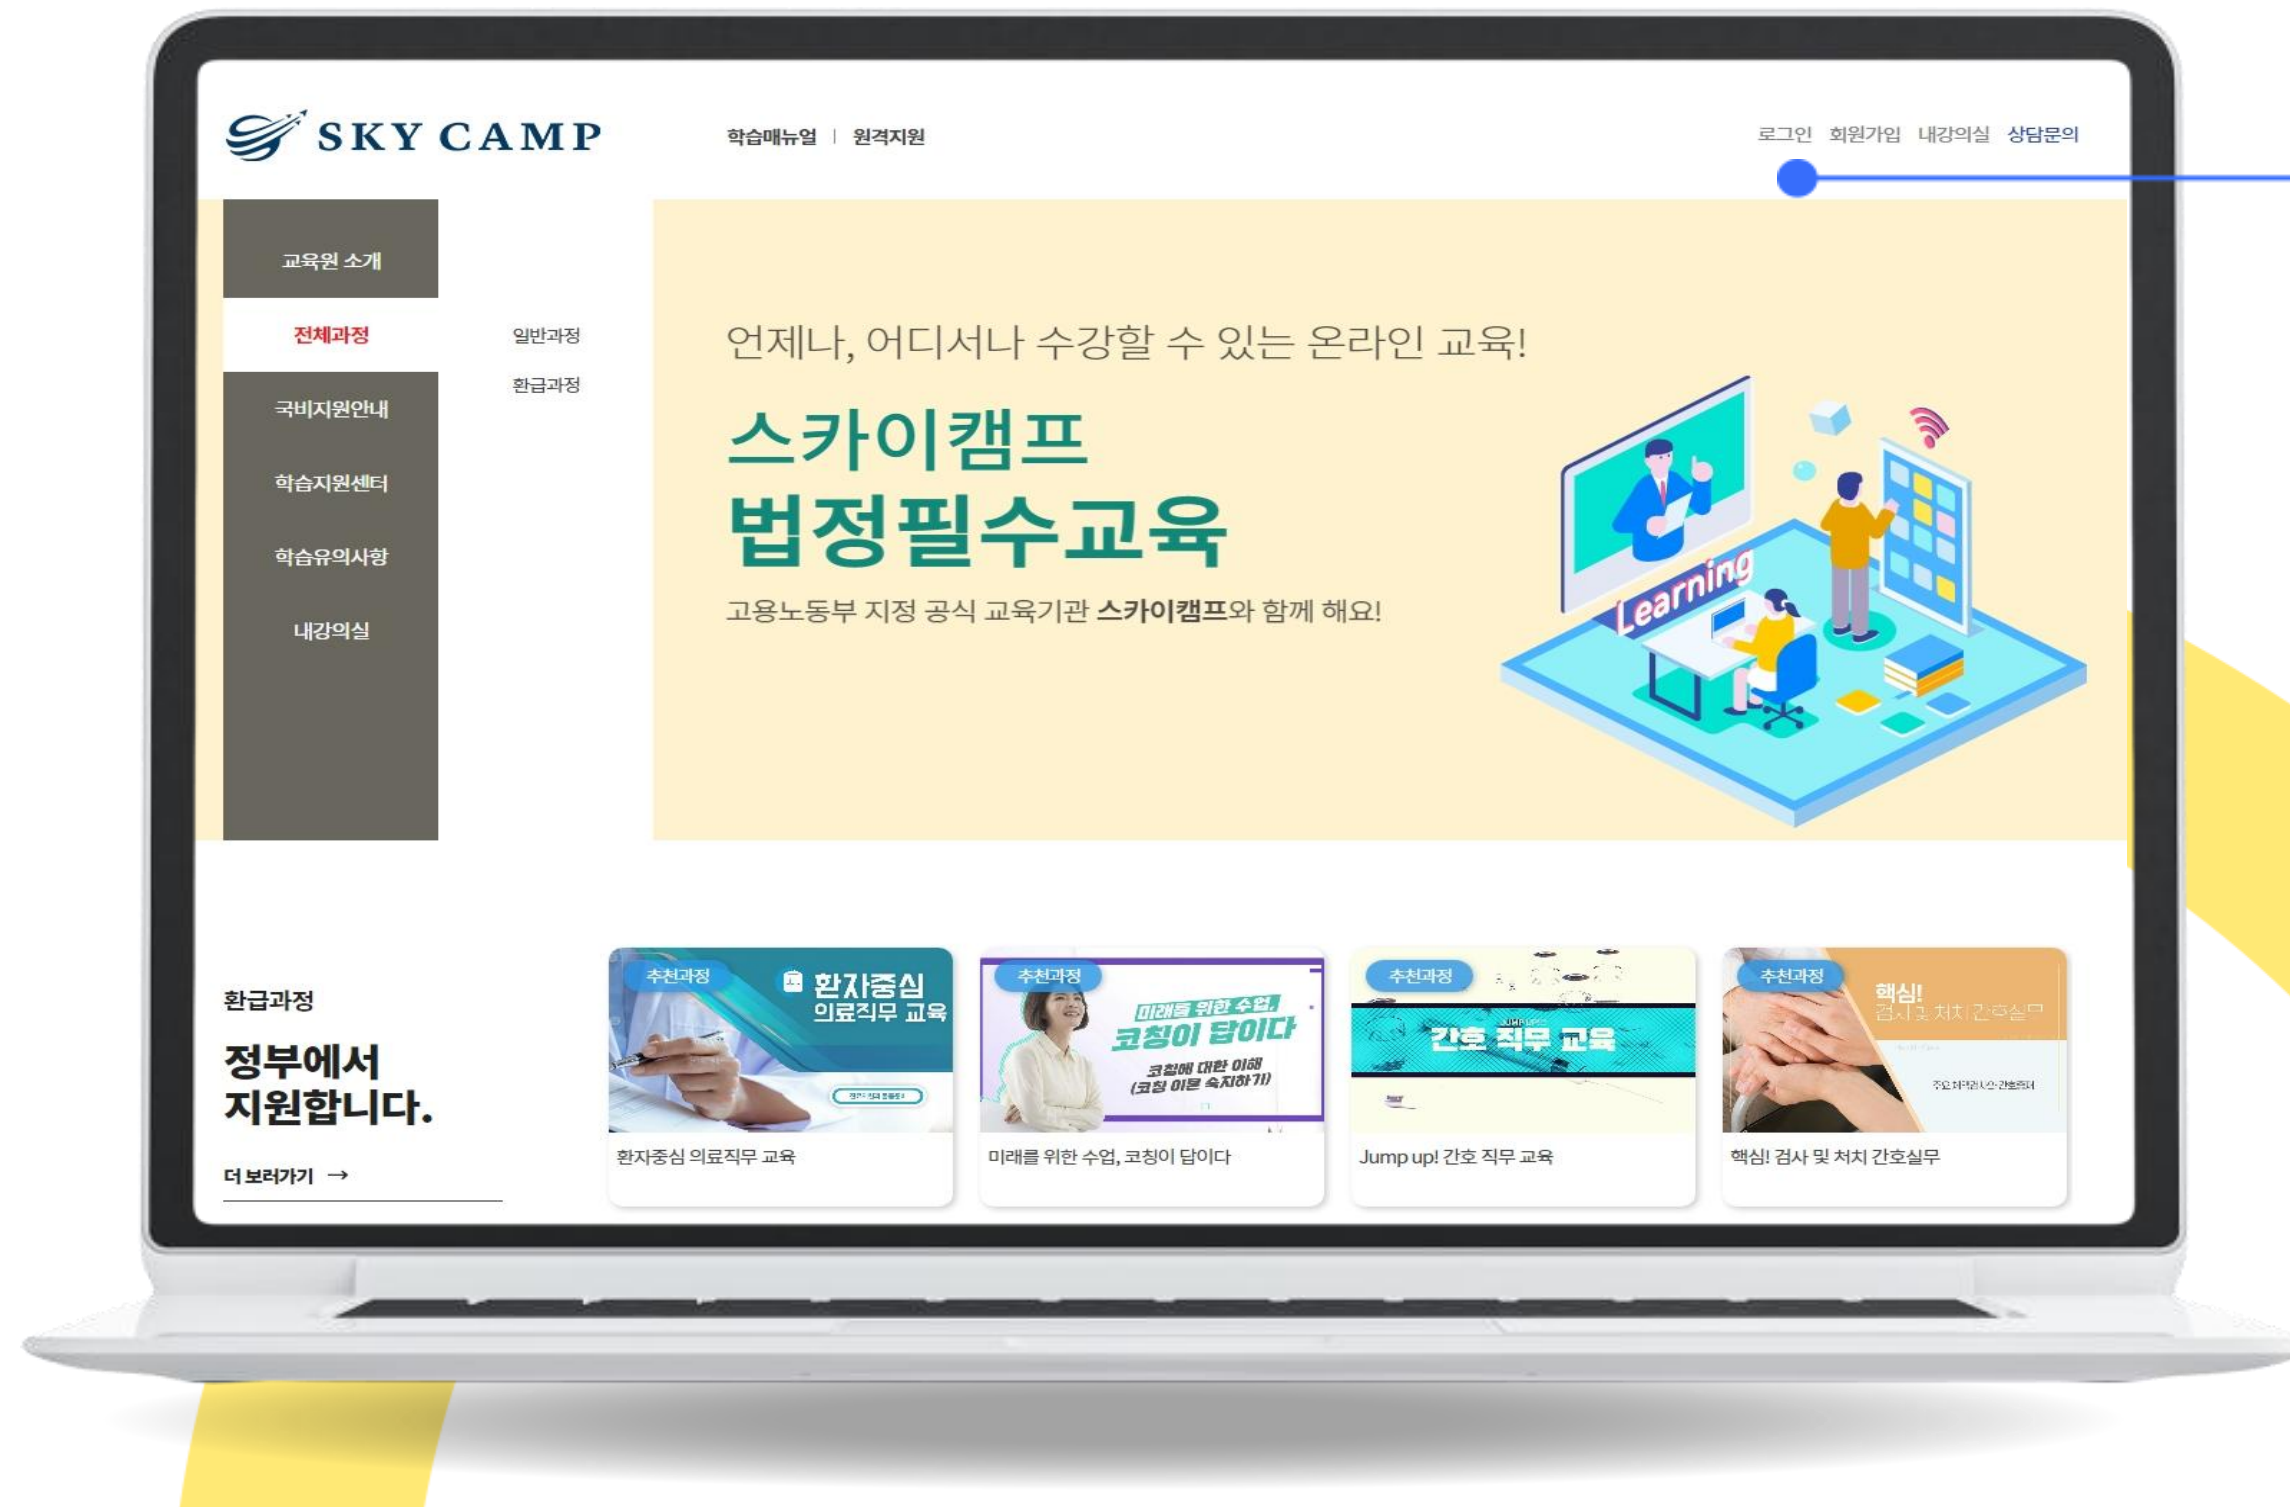 SKY CAMP
학습매뉴얼 | 원격지원
로그인 회원가입 내강의실 상담문의
교육원 소개
전체과정
국비지원안내
학습지원센터
학습유의사항
내강의실
일반과정
환급과정
언제나, 어디서나 수강할 수 있는 온라인 교육!
스카이캠프
법정필수교육
고용노동부 지정 공식 교육기관 스카이캠프와 함께 해요!
Learning
환급과정
정부에서
지원합니다.
더 보러가기 →
추천과정
환자중심
의료직무 교육
환자중심 의료직무 교육
추천과정
미래를 위한 수업,
코칭이 답이다
코칭에 대한 이해
(코칭 이론 숙지하기)
미래를 위한 수업, 코칭이 답이다
추천과정
JUMP UP!
간호 직무 교육
Jump up! 간호 직무 교육
추천과정
핵심!
검사 및 처치 간호실무
핵심! 검사 및 처치 간호실무